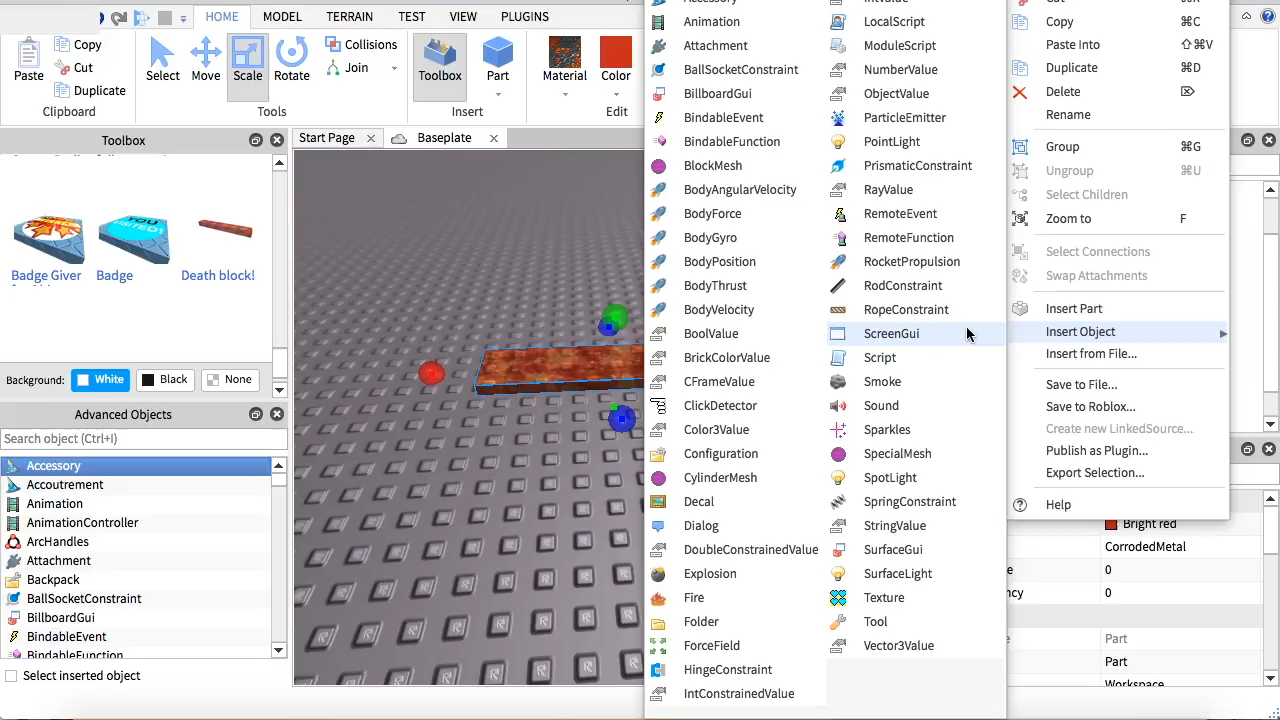 HOME
MODEL
TERRAIN
TEST
VIEW
PLUGINS
Paste
Copy
Cut
Duplicate
Clipboard
Select
Move
Scale
Rotate
Collisions
Join
Tools
Toolbox
Part
Insert
Material
Color
Edit
Toolbox
Badge Giver
Badge
Death block!
Background:
White
Black
None
Advanced Objects
Search object (Ctrl+I)
Accessory
Accoutrement
Animation
AnimationController
ArcHandles
Attachment
Backpack
BallSocketConstraint
BillboardGui
BindableEvent
BindableFunction
Select inserted object
Start Page
Baseplate
Accessory
Animation
Attachment
BallSocketConstraint
BillboardGui
BindableEvent
BindableFunction
BlockMesh
BodyAngularVelocity
BodyForce
BodyGyro
BodyPosition
BodyThrust
BodyVelocity
BoolValue
BrickColorValue
CFrameValue
ClickDetector
Color3Value
Configuration
CylinderMesh
Decal
Dialog
DoubleConstrainedValue
Explosion
Fire
Folder
ForceField
HingeConstraint
IntConstrainedValue
IntValue
LocalScript
ModuleScript
NumberValue
ObjectValue
ParticleEmitter
PointLight
PrismaticConstraint
RayValue
RemoteEvent
RemoteFunction
RocketPropulsion
RodConstraint
RopeConstraint
ScreenGui
Script
Smoke
Sound
Sparkles
SpecialMesh
SpotLight
SpringConstraint
StringValue
SurfaceGui
SurfaceLight
Texture
Tool
Vector3Value
Cut ⌘X
Copy ⌘C
Paste Into ⇧⌘V
Duplicate ⌘D
Delete ⌦
Rename
Group ⌘G
Ungroup ⌘U
Select Children
Zoom to F
Select Connections
Swap Attachments
Insert Part
Insert Object
Insert from File...
Save to File...
Save to Roblox...
Create new LinkedSource...
Publish as Plugin...
Export Selection...
Help
Bright red
CorrodedMetal
0
0
Part
Part
Workspace